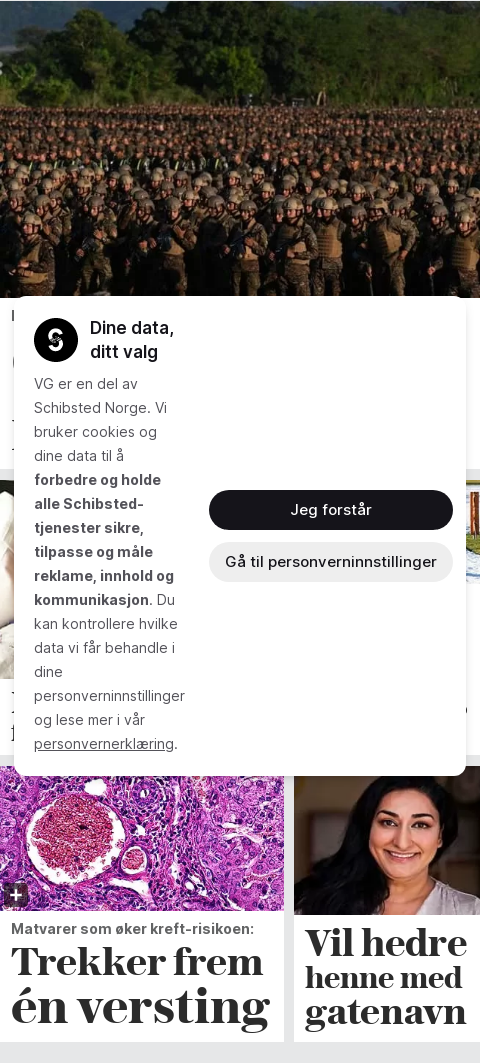 Dine data,
ditt valg
VG er en del av
Schibsted Norge. Vi
bruker cookies og
dine data til å
forbedre og holde
alle Schibsted-
tjenester sikre,
tilpasse og måle
reklame, innhold og
kommunikasjon. Du
kan kontrollere hvilke
data vi får behandle i
dine
personverninnstillinger
og lese mer i vår
personvernerklæring.
Jeg forstår
Gå til personverninnstillinger
Matvarer som øker kreft-risikoen:
Trekker frem
én versting
Vil hedre
henne med
gatenavn